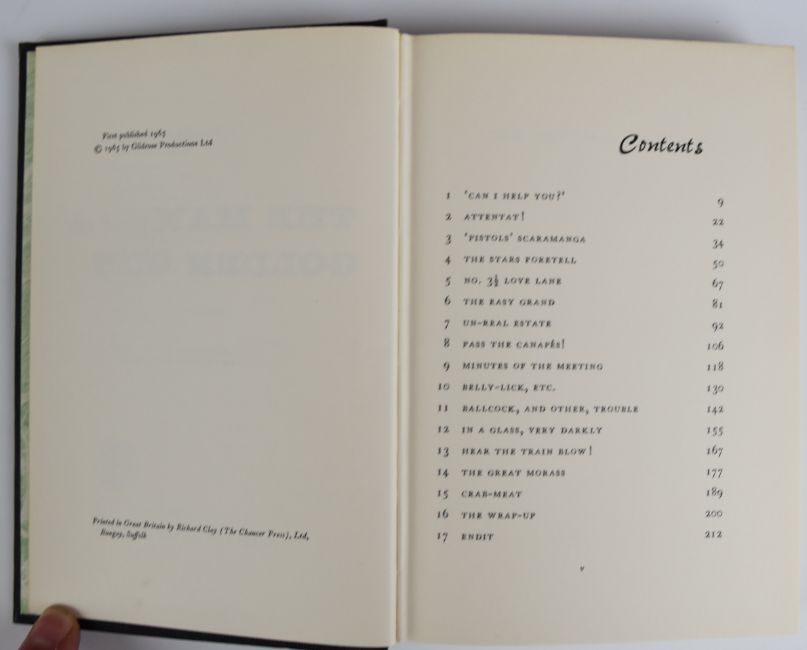 First published 1965
© 1965 by Glidrose Productions Ltd
Printed in Great Britain by Richard Clay (The Chaucer Press), Ltd,
Bungay, Suffolk
Contents
1 'CAN I HELP YOU?' 9
2 ATTENTAT! 22
3 'PISTOLS' SCARAMANGA 34
4 THE STARS FORETELL 50
5 NO. 3½ LOVE LANE 67
6 THE EASY GRAND 81
7 UN-REAL ESTATE 92
8 PASS THE CANAPÉS! 106
9 MINUTES OF THE MEETING 118
10 BELLY-LICK, ETC. 130
11 BALLCOCK, AND OTHER, TROUBLE 142
12 IN A GLASS, VERY DARKLY 155
13 HEAR THE TRAIN BLOW! 167
14 THE GREAT MORASS 177
15 CRAB-MEAT 189
16 THE WRAP-UP 200
17 ENDIT 212
v